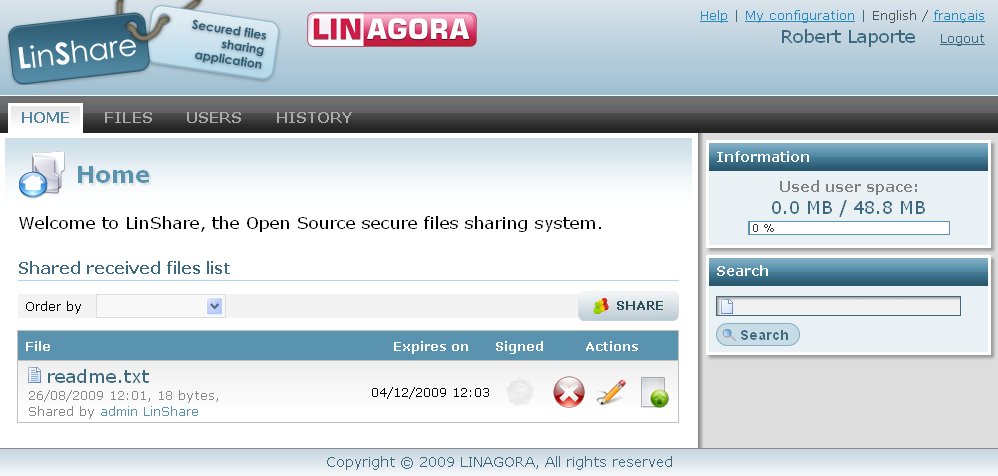 LinShare
Secured files
sharing
application
LINAGORA
Help | My configuration | English / français
Robert Laporte Logout
HOME FILES USERS HISTORY
Home
Welcome to LinShare, the Open Source secure files sharing system.
Shared received files list
Order by
SHARE
File Expires on Signed Actions
readme.txt
26/08/2009 12:01, 18 bytes,
Shared by admin LinShare
04/12/2009 12:03
Information
Used user space:
0.0 MB / 48.8 MB
0 %
Search
Search
Copyright © 2009 LINAGORA, All rights reserved